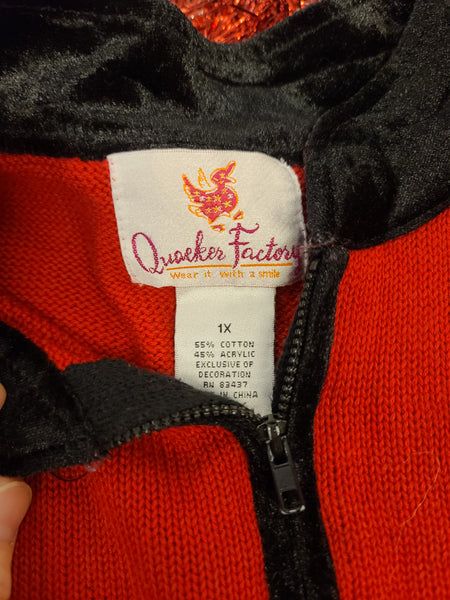 Quacker Factory
Wear it with a smile
1X
55% COTTON
45% ACRYLIC
EXCLUSIVE OF
DECORATION
RN 83437
IN CHINA